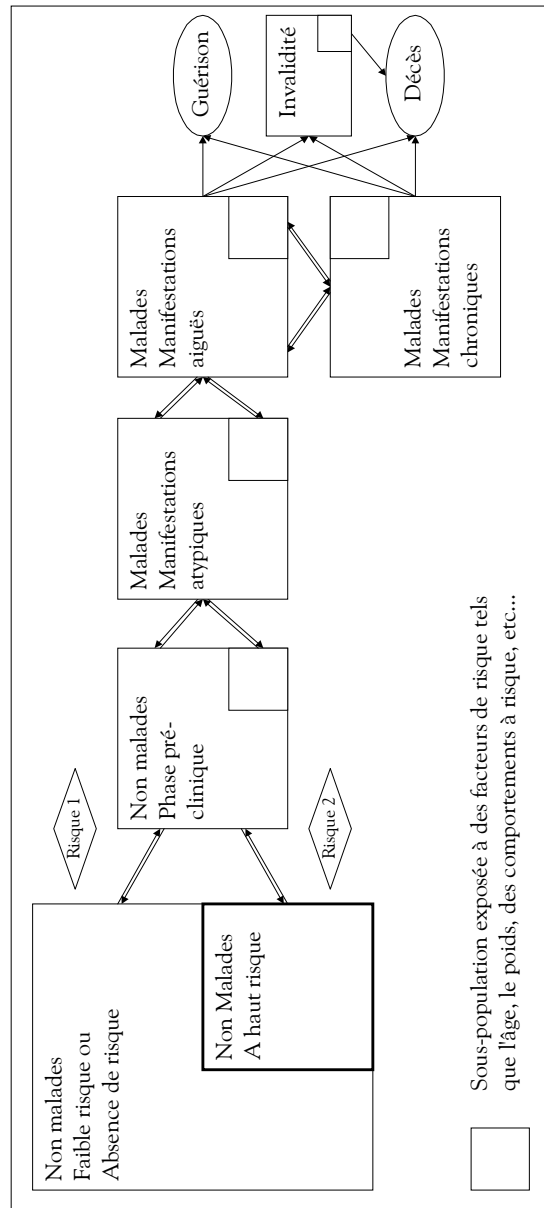 Non malades
Faible risque ou
Absence de risque
Non Malades
A haut risque
Risque 1
Risque 2
Non malades
Phase pré-
clinique
Malades
Manifestations
atypiques
Malades
Manifestations
aiguës
Malades
Manifestations
chroniques
Guérison
Invalidité
Décès
Sous-population exposée à des facteurs de risque tels
que l'âge, le poids, des comportements à risque, etc...